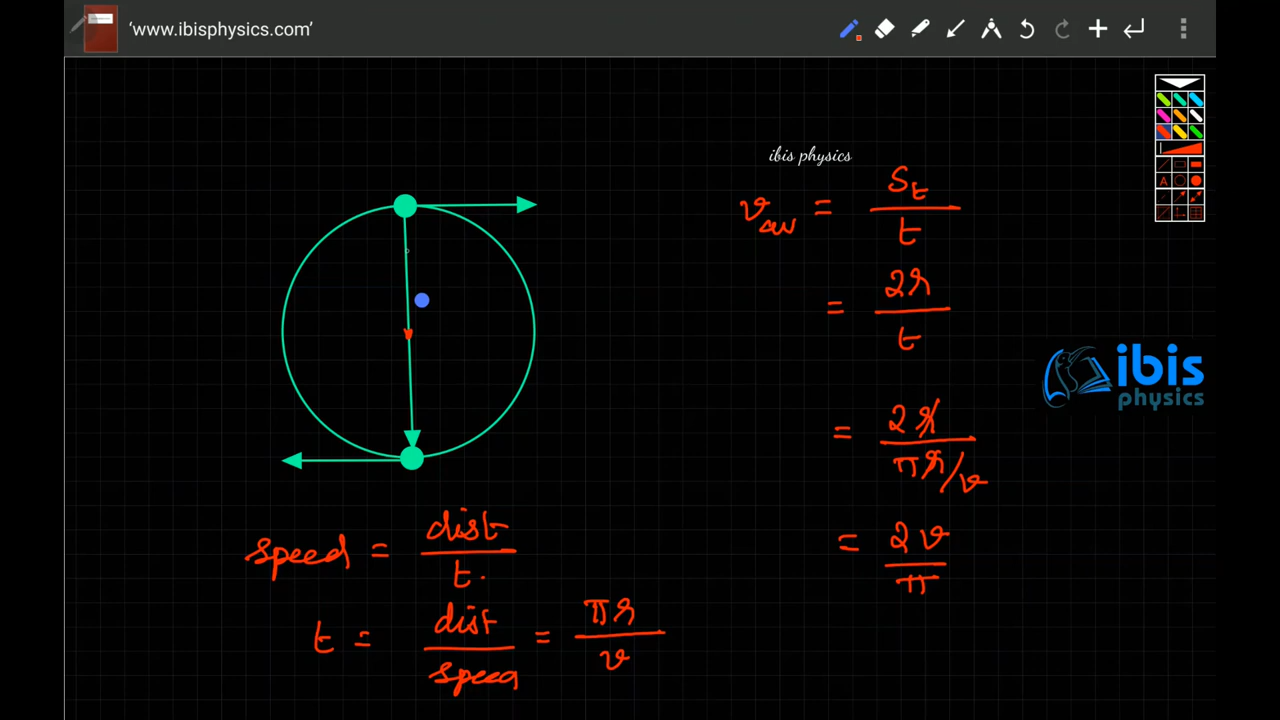 ‘www.ibisphysics.com’
ibis physics
v_av = S_t / t
= 2r / t
= 2r / πr/v
= 2v / π
speed = dist / t.
t = dist / speed = πr / v
ibis
physics
A